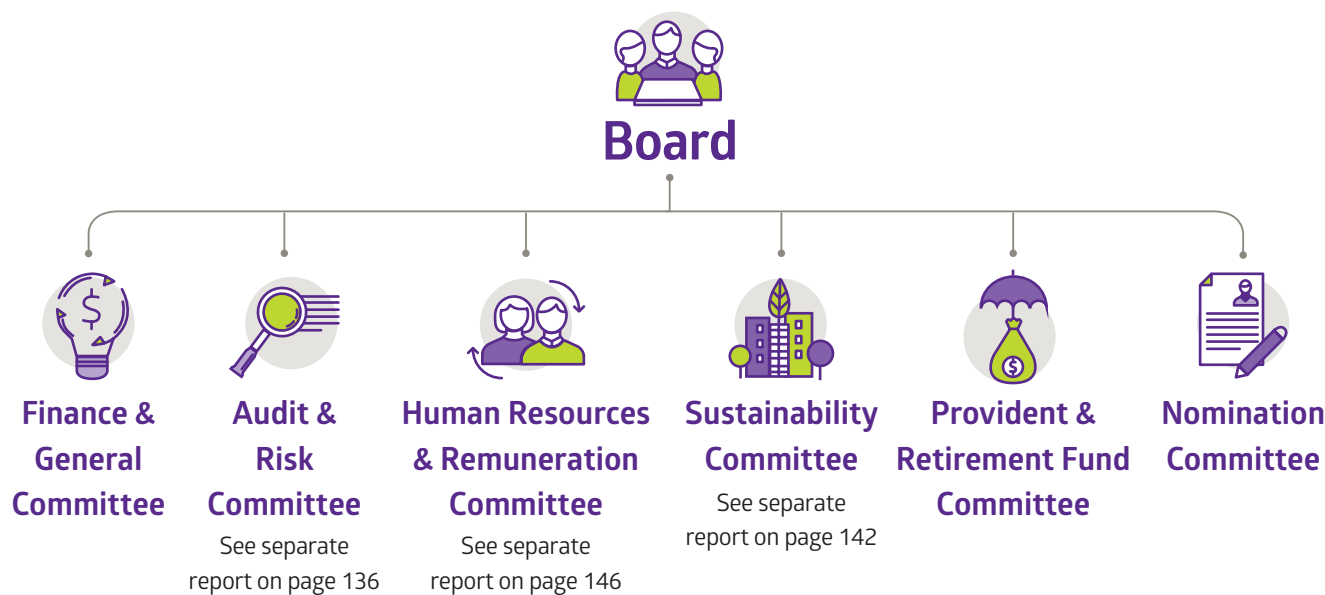 Board
Finance &
General
Committee
Audit &
Risk
Committee
See separate
report on page 136
Human Resources
& Remuneration
Committee
See separate
report on page 146
Sustainability
Committee
See separate
report on page 142
Provident &
Retirement Fund
Committee
Nomination
Committee